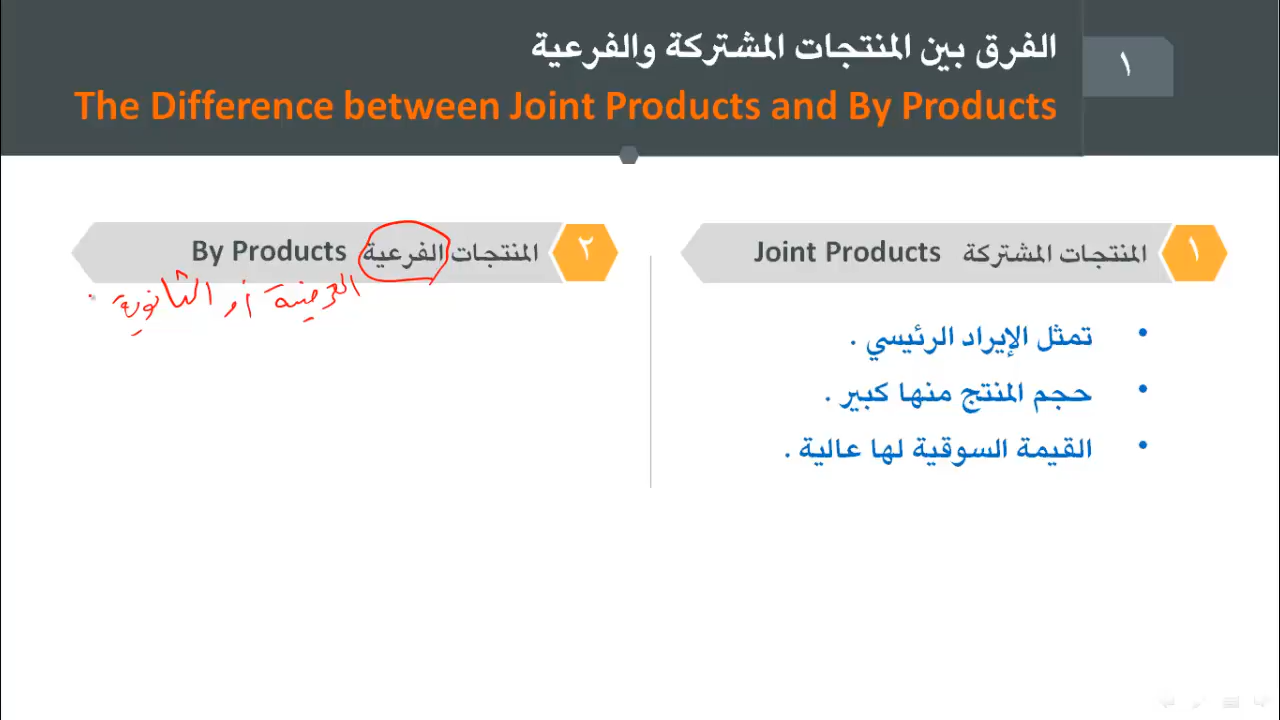 ١
الفرق بين المنتجات المشتركة والفرعية
The Difference between Joint Products and By Products
١
المنتجات المشتركة Joint Products
• تمثل الإيراد الرئيسي .
• حجم المنتج منها كبير .
• القيمة السوقية لها عالية .
٢
المنتجات الفرعية By Products
العرضية أو الثانوية